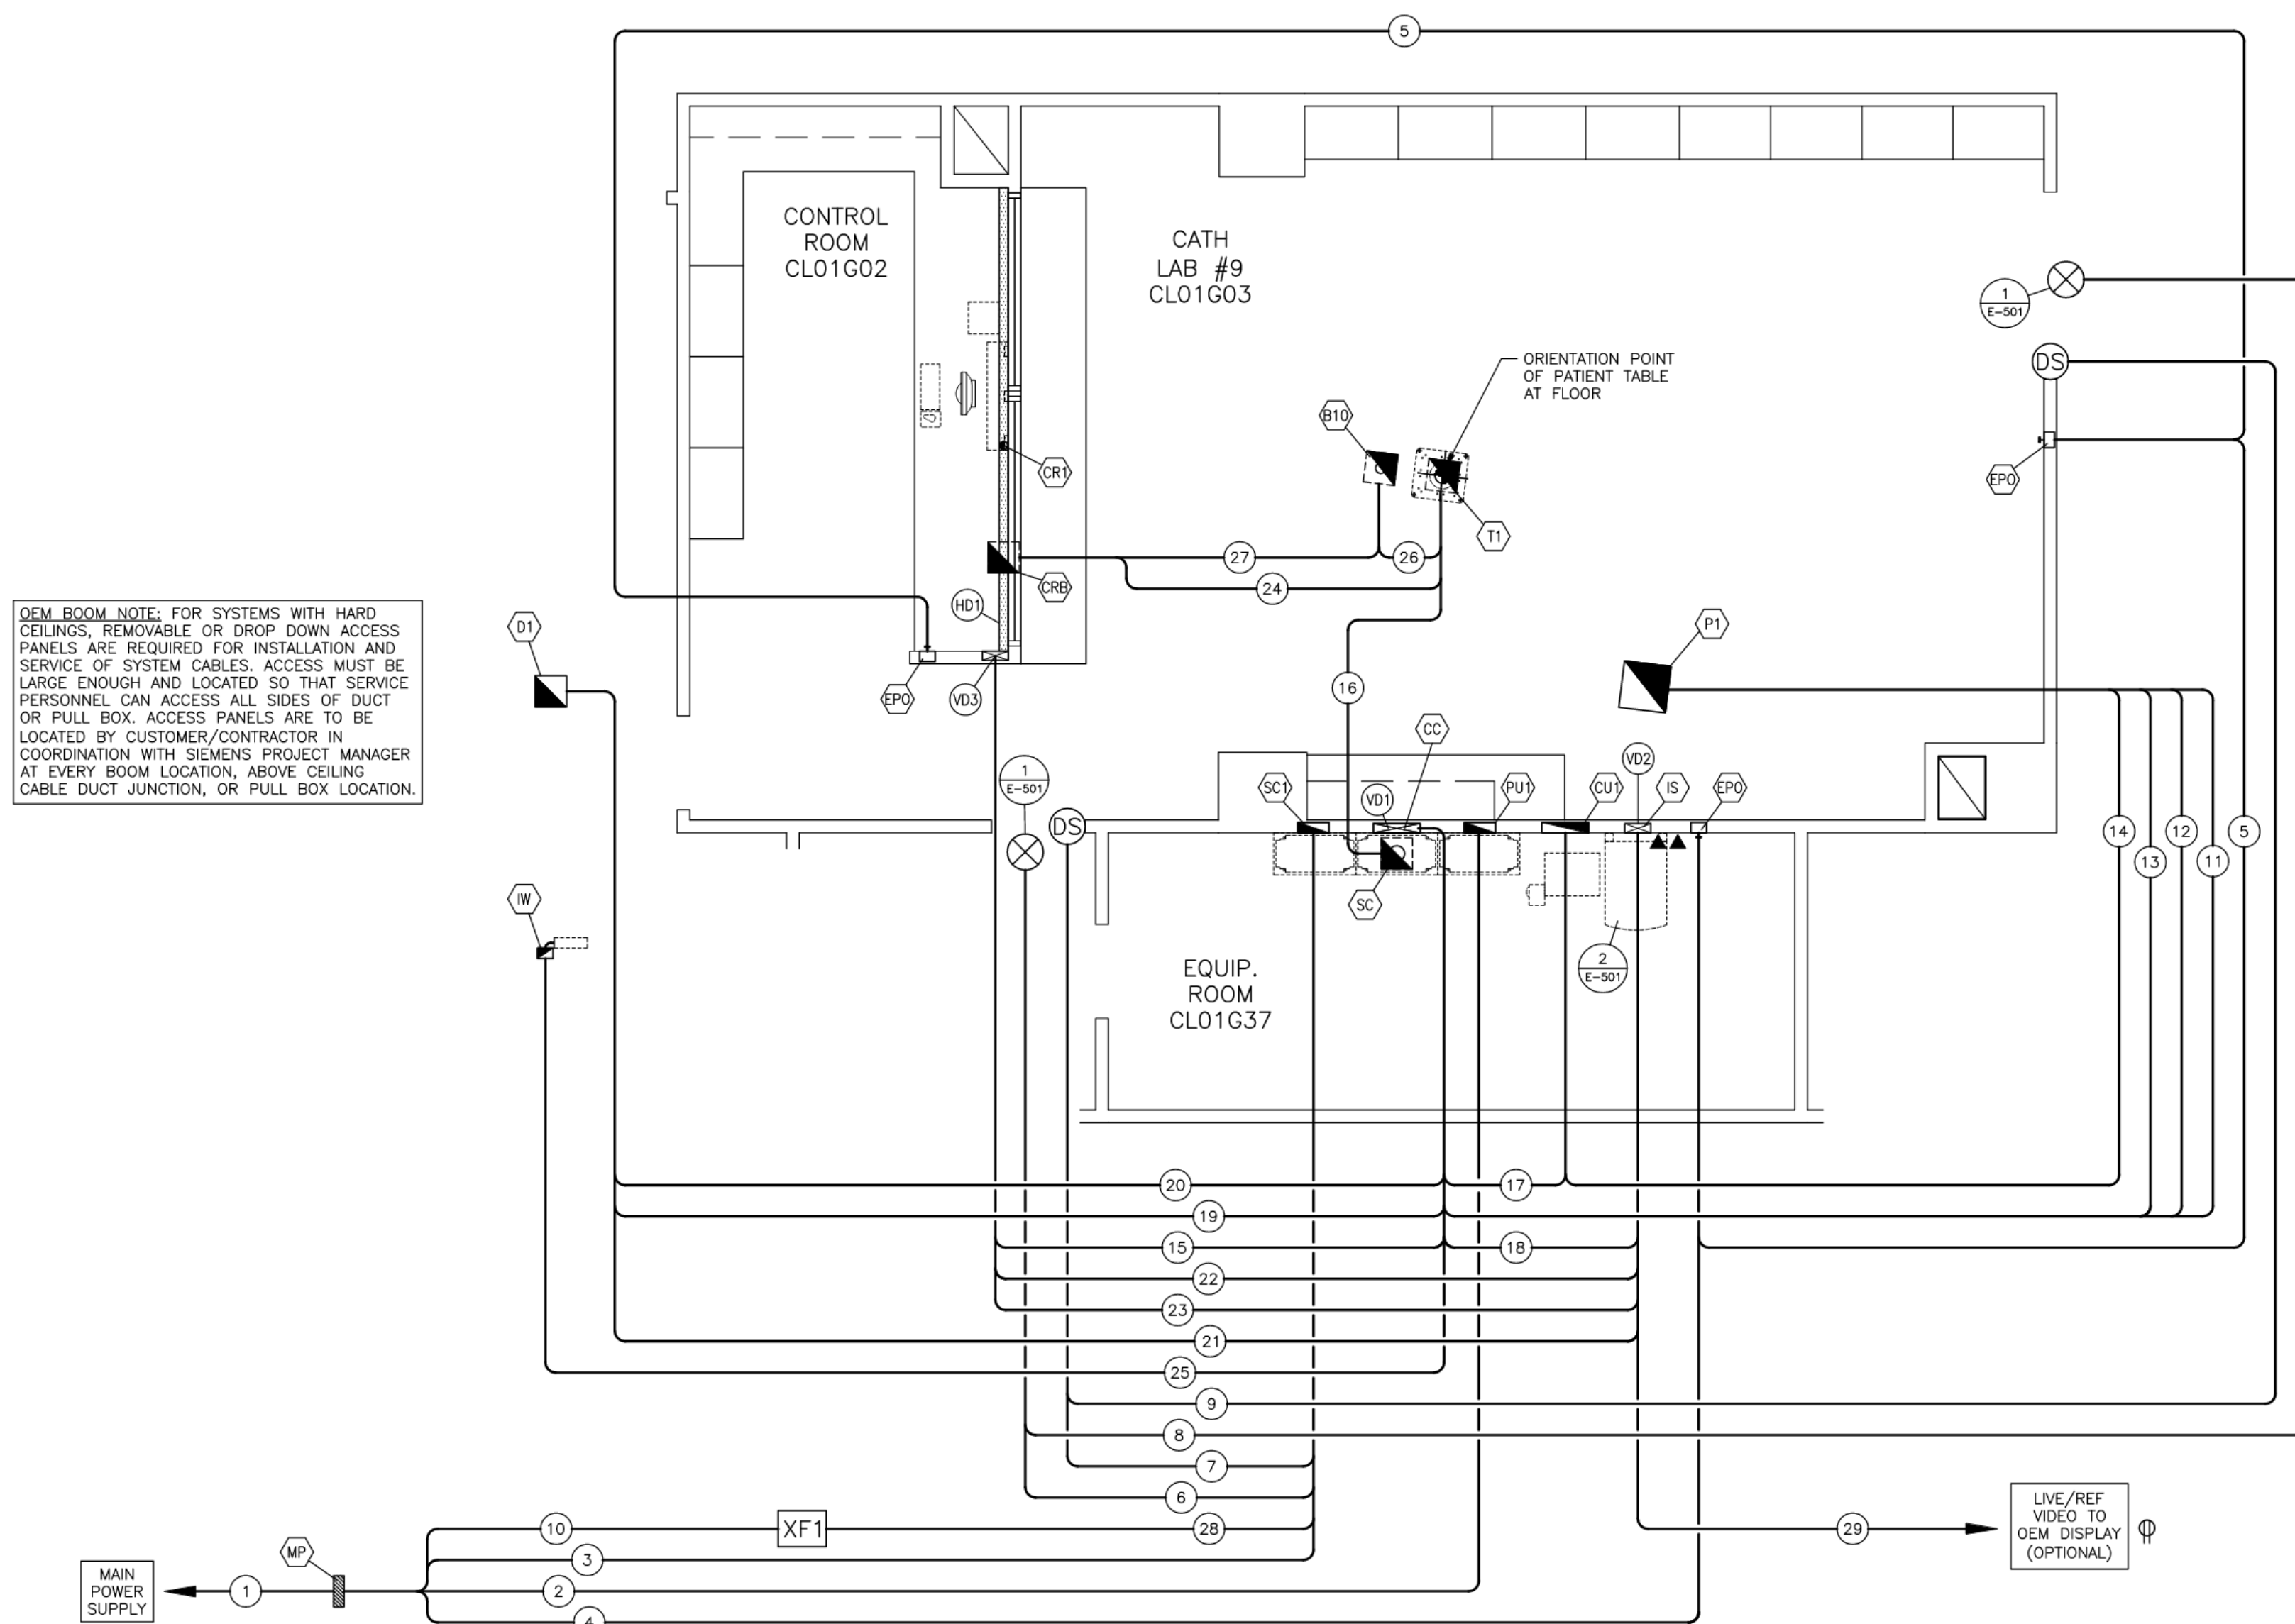 5
CONTROL
ROOM
CL01G02
CATH
LAB #9
CL01G03
1
E-501
DS
ORIENTATION POINT
OF PATIENT TABLE
AT FLOOR
B10
CR1
EPO
T1
27
26
24
CRB
HD1
OEM BOOM NOTE: FOR SYSTEMS WITH HARD
CEILINGS, REMOVABLE OR DROP DOWN ACCESS
PANELS ARE REQUIRED FOR INSTALLATION AND
SERVICE OF SYSTEM CABLES. ACCESS MUST BE
LARGE ENOUGH AND LOCATED SO THAT SERVICE
PERSONNEL CAN ACCESS ALL SIDES OF DUCT
OR PULL BOX. ACCESS PANELS ARE TO BE
LOCATED BY CUSTOMER/CONTRACTOR IN
COORDINATION WITH SIEMENS PROJECT MANAGER
AT EVERY BOOM LOCATION, ABOVE CEILING
CABLE DUCT JUNCTION, OR PULL BOX LOCATION.
D1
P1
EPO
VD3
16
CC
1
E-501
SC1
VD1
PU1
CU1
VD2
IS
EPO
DS
14
13
12
11
5
IW
SC
2
E-501
EQUIP.
ROOM
CL01G37
20
17
19
15
18
22
23
21
25
9
8
7
6
10
XF1
28
29
LIVE/REF
VIDEO TO
OEM DISPLAY
(OPTIONAL)
MP
3
MAIN
POWER
SUPPLY
1
2
4